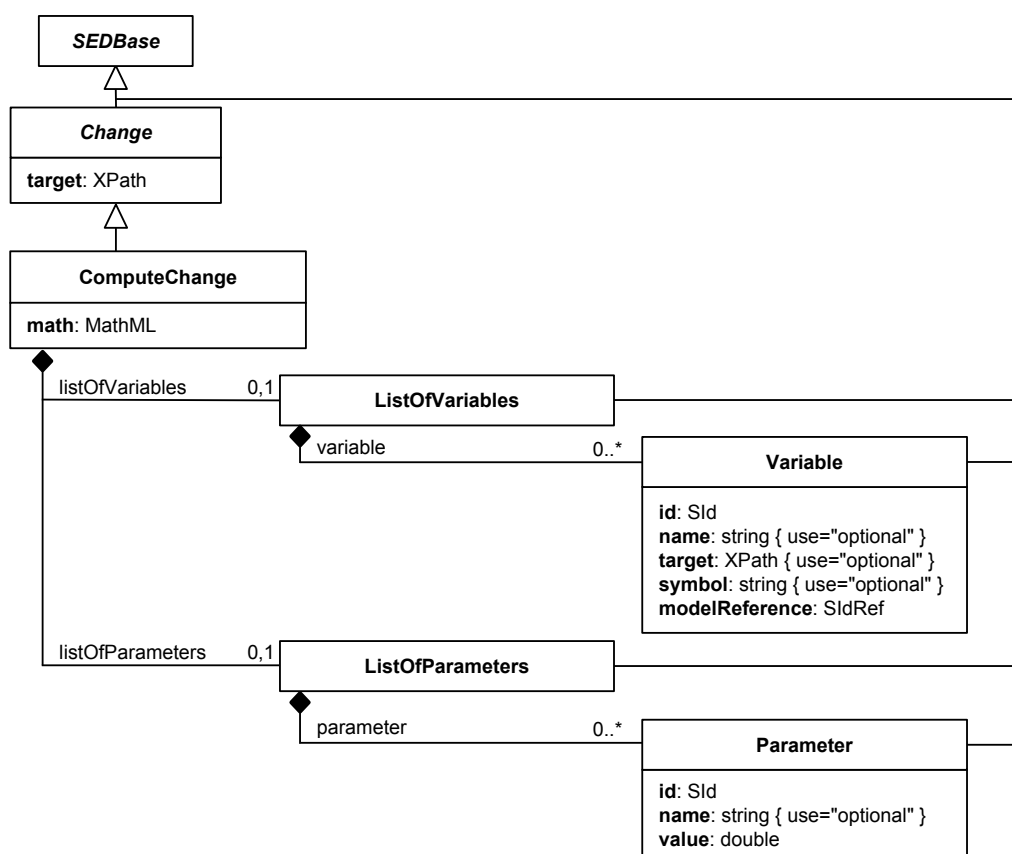 SEDBase
Change
target: XPath
ComputeChange
math: MathML
listOfVariables 0,1
ListOfVariables
variable 0..*
Variable
id: SId
name: string { use="optional" }
target: XPath { use="optional" }
symbol: string { use="optional" }
modelReference: SIdRef
listOfParameters 0,1
ListOfParameters
parameter 0..*
Parameter
id: SId
name: string { use="optional" }
value: double